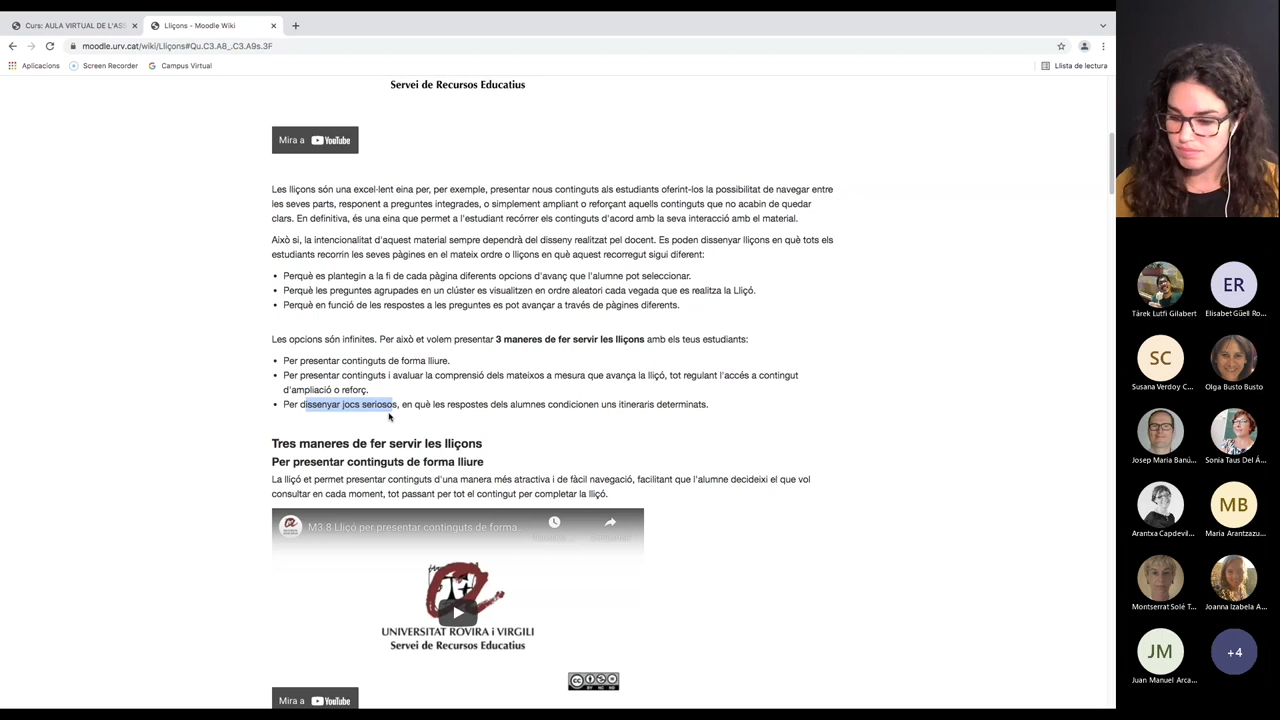 Curs: AULA VIRTUAL DE L'ASS
Lliçons - Moodle Wiki
moodle.urv.cat/wiki/Lliçons#Qu.C3.A8_.C3.A9s.3F
Aplicacions
Screen Recorder
Campus Virtual
Llista de lectura
Servei de Recursos Educatius
Mira a YouTube
Les lliçons són una excel·lent eina per, per exemple, presentar nous continguts als estudiants oferint-los la possibilitat de navegar entre
les seves parts, responent a preguntes integrades, o simplement ampliant o reforçant aquells continguts que no acabin de quedar
clars. En definitiva, és una eina que permet a l'estudiant recórrer els continguts d'acord amb la seva interacció amb el material.
Això si, la intencionalitat d'aquest material sempre dependrà del disseny realitzat pel docent. Es poden dissenyar lliçons en què tots els
estudiants recorrin les seves pàgines en el mateix ordre o lliçons en què aquest recorregut sigui diferent:
Perquè es plantegin a la fi de cada pàgina diferents opcions d'avanç que l'alumne pot seleccionar.
Perquè les preguntes agrupades en un clúster es visualitzen en ordre aleatori cada vegada que es realitza la Lliçó.
Perquè en funció de les respostes a les preguntes es pot avançar a través de pàgines diferents.
Les opcions són infinites. Per això et volem presentar 3 maneres de fer servir les lliçons amb els teus estudiants:
Per presentar continguts de forma lliure.
Per presentar continguts i avaluar la comprensió dels mateixos a mesura que avança la lliçó, tot regulant l'accés a contingut
d'ampliació o reforç.
Per dissenyar jocs seriosos, en què les respostes dels alumnes condicionen uns itineraris determinats.
Tres maneres de fer servir les lliçons
Per presentar continguts de forma lliure
La lliçó et permet presentar continguts d'una manera més atractiva i de fàcil navegació, facilitant que l'alumne decideixi el que vol
consultar en cada moment, tot passant per tot el contingut per completar la lliçó.
M3.8 Lliçó per presentar continguts de forma...
UNIVERSITAT ROVIRA i VIRGILI
Servei de Recursos Educatius
cc
BY NC ND
Mira a YouTube
ER
Tàrek Lutfi Gilabert
Elisabet Güell Ro...
SC
Susana Verdoy C...
Olga Busto Busto
Josep Maria Banú...
Sonia Taus Del Á...
MB
Arantxa Capdevil...
Maria Arantzazu...
Montserrat Solé T...
Joanna Izabela A...
JM
+4
Juan Manuel Arca...